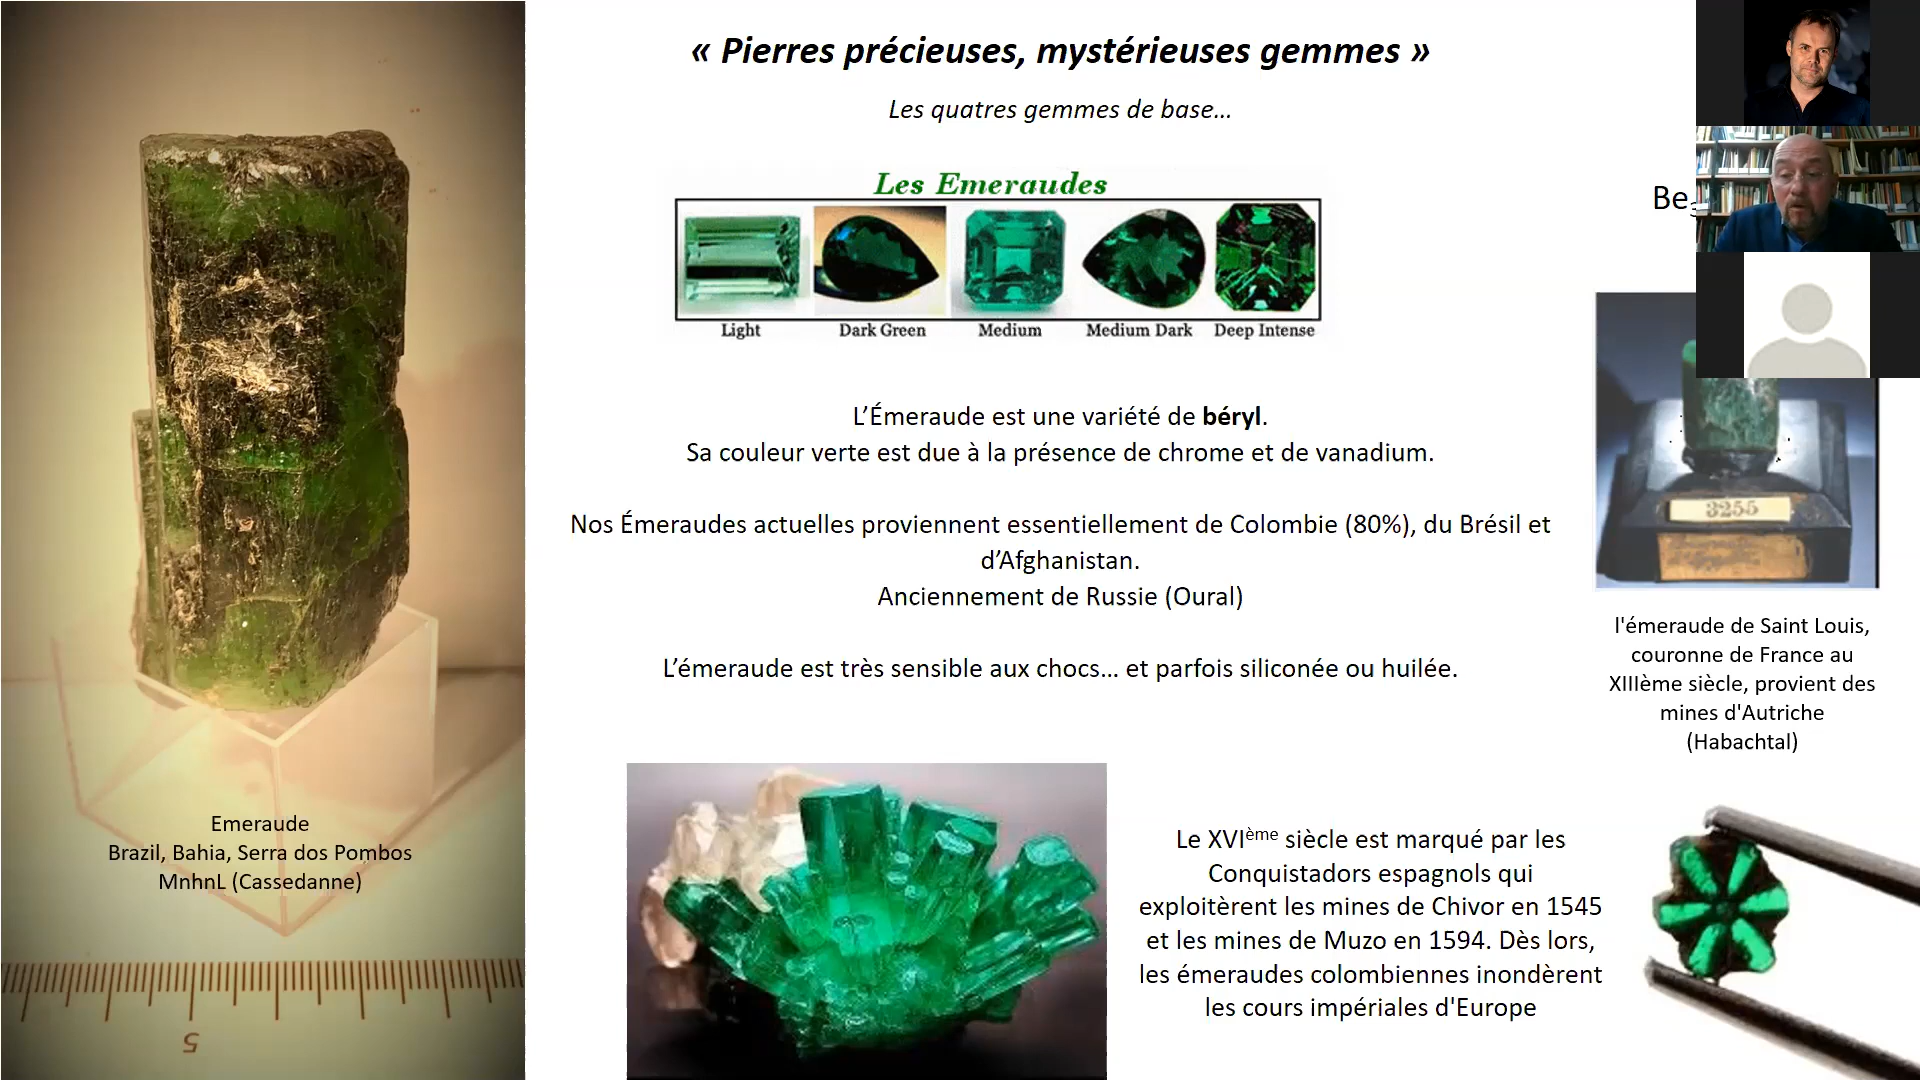 « Pierres précieuses, mystérieuses gemmes »
Les quatres gemmes de base...
Les Emeraudes
Light
Dark Green
Medium
Medium Dark
Deep Intense
L’Émeraude est une variété de béryl.
Sa couleur verte est due à la présence de chrome et de vanadium.
Nos Émeraudes actuelles proviennent essentiellement de Colombie (80%), du Brésil et
d’Afghanistan.
Anciennement de Russie (Oural)
L’émeraude est très sensible aux chocs... et parfois siliconée ou huilée.
3255
l'émeraude de Saint Louis,
couronne de France au
XIIIème siècle, provient des
mines d'Autriche
(Habachtal)
Emeraude
Brazil, Bahia, Serra dos Pombos
MnhnL (Cassedanne)
5
Le XVIème siècle est marqué par les
Conquistadors espagnols qui
exploitèrent les mines de Chivor en 1545
et les mines de Muzo en 1594. Dès lors,
les émeraudes colombiennes inondèrent
les cours impériales d'Europe